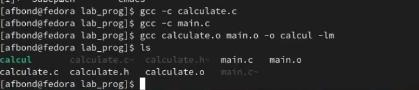 [afbond@fedora lab_prog]$ gcc -c calculate.c
[afbond@fedora lab_prog]$ gcc -c main.c
[afbond@fedora lab_prog]$ gcc calculate.o main.o -o calcul -lm
[afbond@fedora lab_prog]$ ls
calcul calculate.c~ calculate.h~ main.c main.o
calculate.c calculate.h calculate.o main.c~
[afbond@fedora lab_prog]$